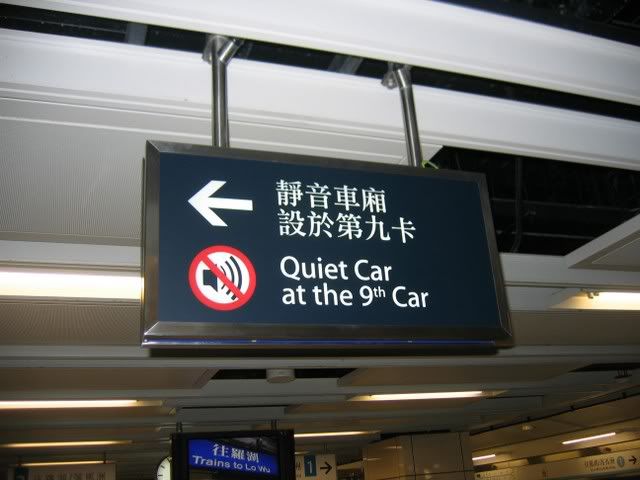 靜音車廂
設於第九卡
Quiet Car
at the 9th Car
往羅湖
Trains to Lo Wu
1